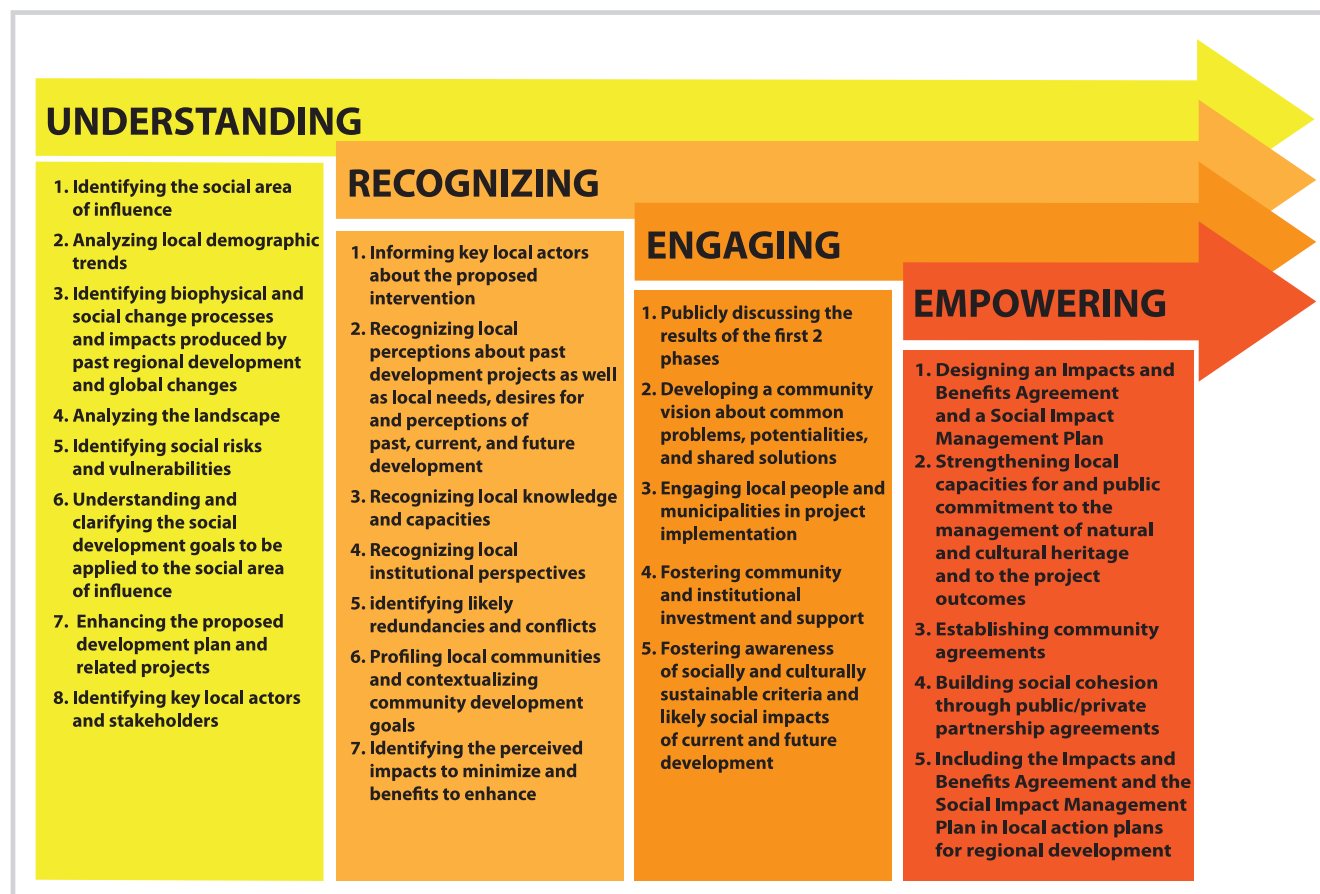 UNDERSTANDING
1. Identifying the social area
of influence
2. Analyzing local demographic
trends
3. Identifying biophysical and
social change processes
and impacts produced by
past regional development
and global changes
4. Analyzing the landscape
5. Identifying social risks
and vulnerabilities
6. Understanding and
clarifying the social
development goals to be
applied to the social area
of influence
7. Enhancing the proposed
development plan and
related projects
8. Identifying key local actors
and stakeholders
RECOGNIZING
1. Informing key local actors
about the proposed
intervention
2. Recognizing local
perceptions about past
development projects as well
as local needs, desires for
and perceptions of
past, current, and future
development
3. Recognizing local knowledge
and capacities
4. Recognizing local
institutional perspectives
5. identifying likely
redundancies and conflicts
6. Profiling local communities
and contextualizing
community development
goals
7. Identifying the perceived
impacts to minimize and
benefits to enhance
ENGAGING
1. Publicly discussing the
results of the first 2
phases
2. Developing a community
vision about common
problems, potentialities,
and shared solutions
3. Engaging local people and
municipalities in project
implementation
4. Fostering community
and institutional
investment and support
5. Fostering awareness
of socially and culturally
sustainable criteria and
likely social impacts
of current and future
development
EMPOWERING
1. Designing an Impacts and
Benefits Agreement
and a Social Impact
Management Plan
2. Strengthening local
capacities for and public
commitment to the
management of natural
and cultural heritage
and to the project
outcomes
3. Establishing community
agreements
4. Building social cohesion
through public/private
partnership agreements
5. Including the Impacts and
Benefits Agreement and the
Social Impact Management
Plan in local action plans
for regional development